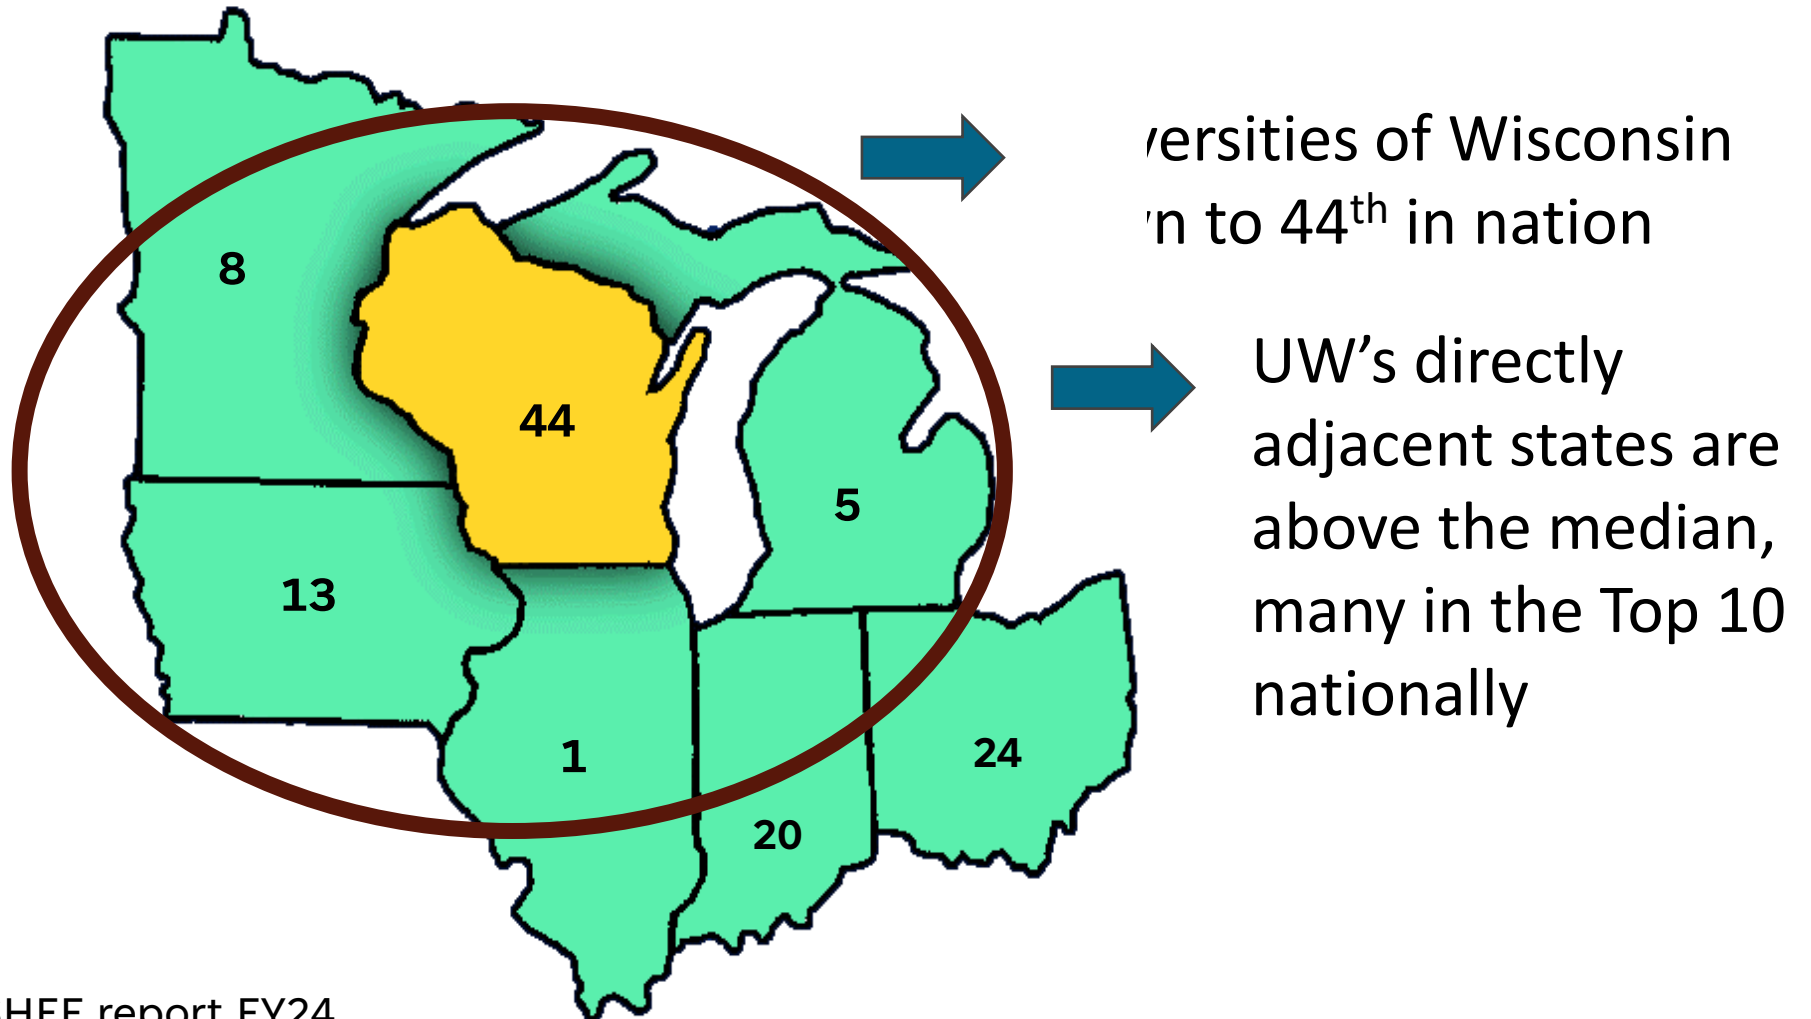 versities of Wisconsin
n to 44th in nation
UW’s directly
adjacent states are
above the median,
many in the Top 10
nationally
8
44
5
13
1
24
20
report FY24